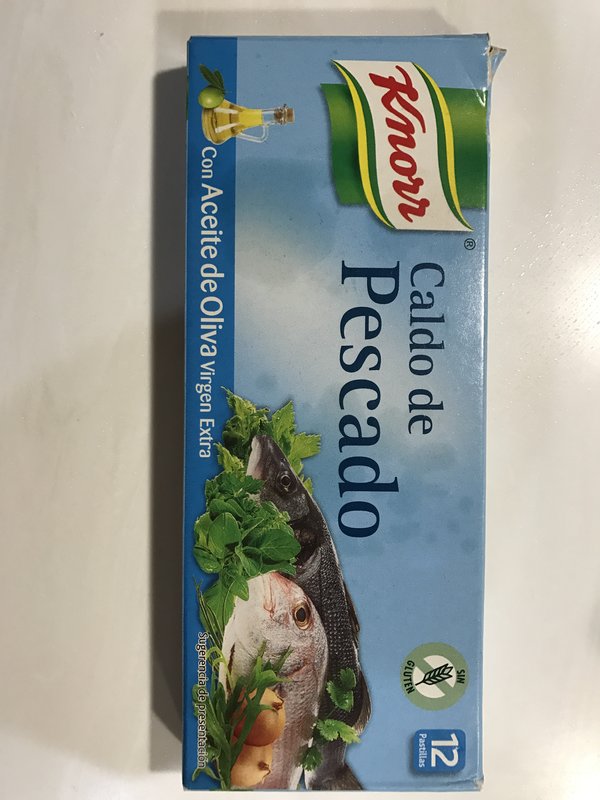 Knorr
®
Caldo de
Pescado
Con Aceite de Oliva Virgen Extra
SIN
GLUTEN
12
Pastillas
Sugerencia de presentación